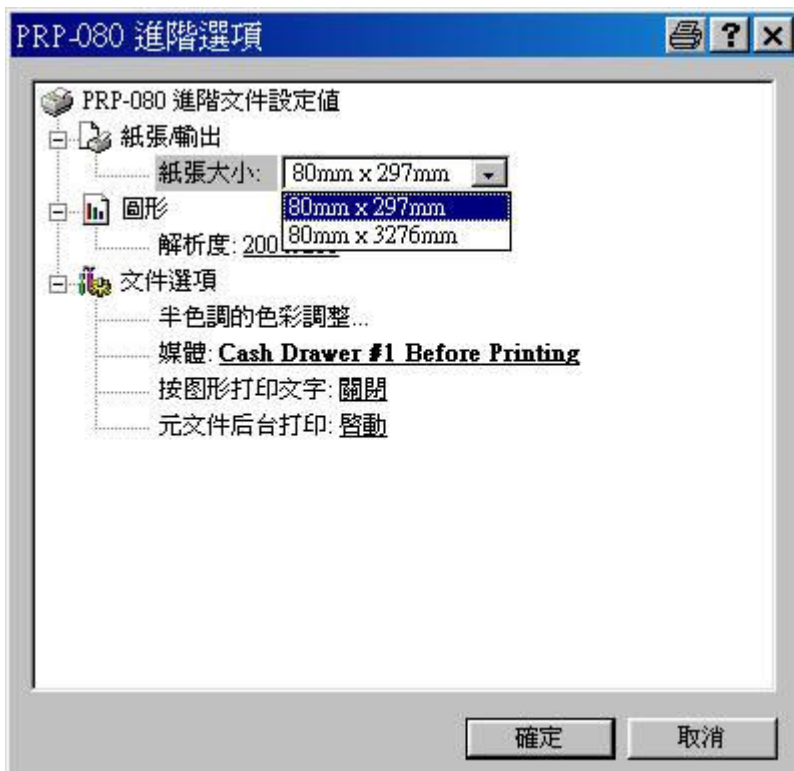 PRP-080 進階選項
PRP-080 進階文件設定值
紙張/輸出
紙張大小: 80mm x 297mm
圖形
80mm x 297mm
解析度: 200
80mm x 3276mm
文件選項
半色調的色彩調整...
媒體: Cash Drawer #1 Before Printing
按图形打印文字: 關閉
元文件后台打印: 啓動
確定
取消